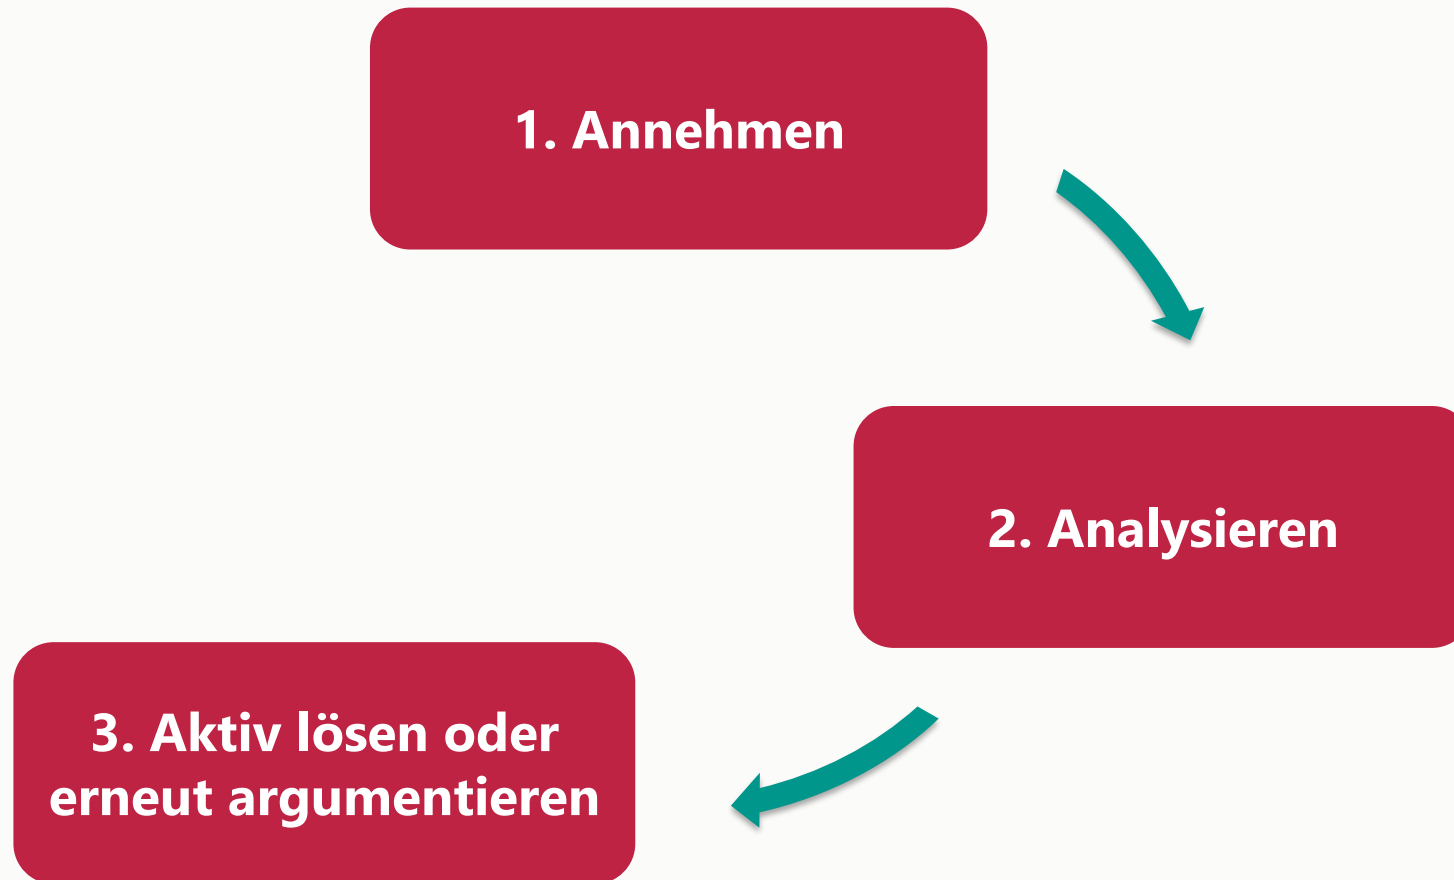 1. Annehmen
2. Analysieren
3. Aktiv lösen oder
erneut argumentieren